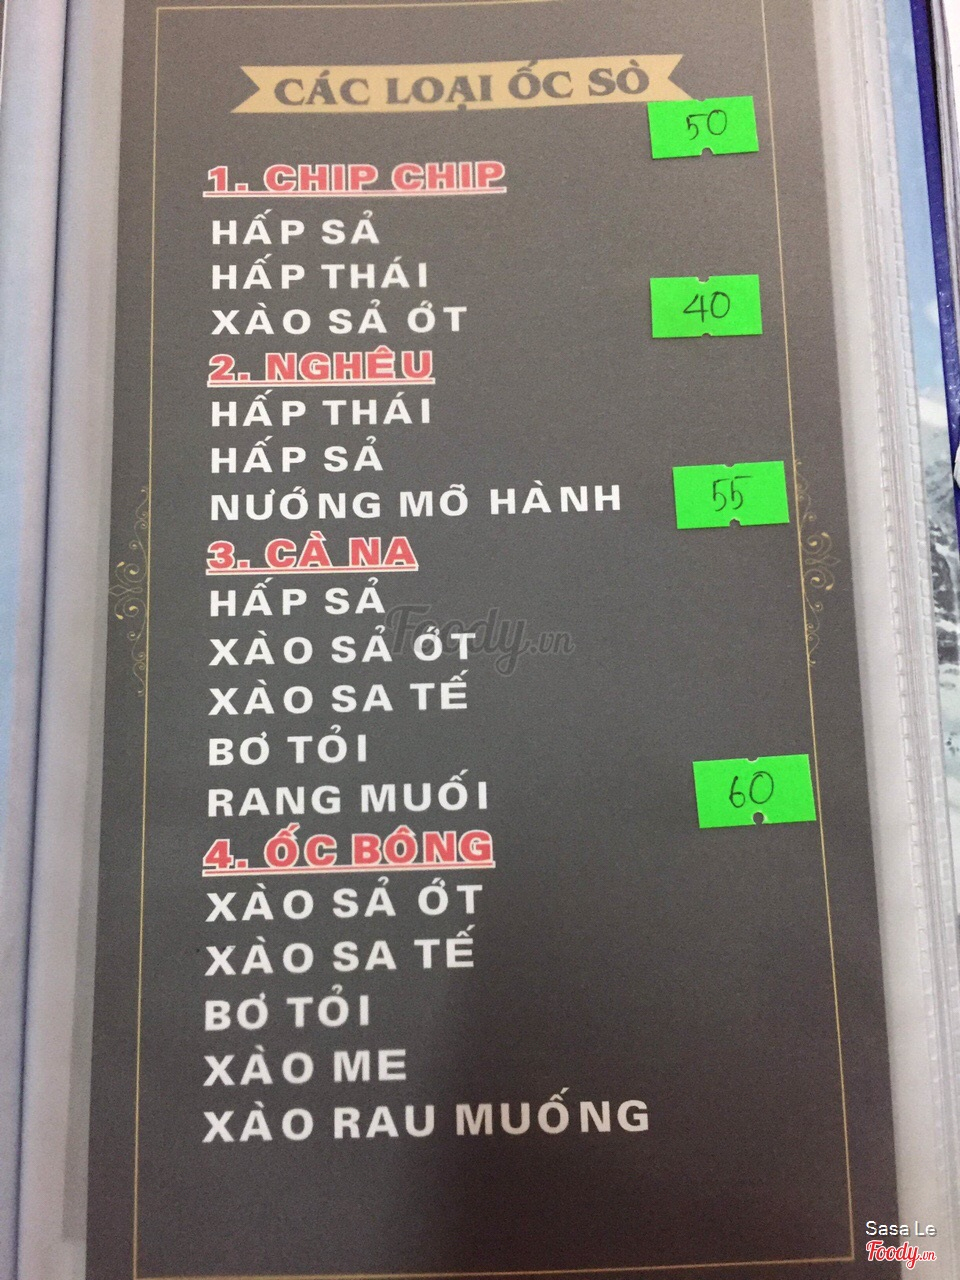 CÁC LOẠI ỐC SÒ
50
1. CHIP CHIP
HẤP SẢ
HẤP THÁI
XÀO SẢ ỚT
40
2. NGHÊU
HẤP THÁI
HẤP SẢ
NƯỚNG MỠ HÀNH
55
3. CÀ NA
HẤP SẢ
XÀO SẢ ỚT
XÀO SA TẾ
BƠ TỎI
RANG MUỐI
60
4. ỐC BÔNG
XÀO SẢ ỚT
XÀO SA TẾ
BƠ TỎI
XÀO ME
XÀO RAU MUỐNG
Foody.vn
Sasa Le
Foody.vn